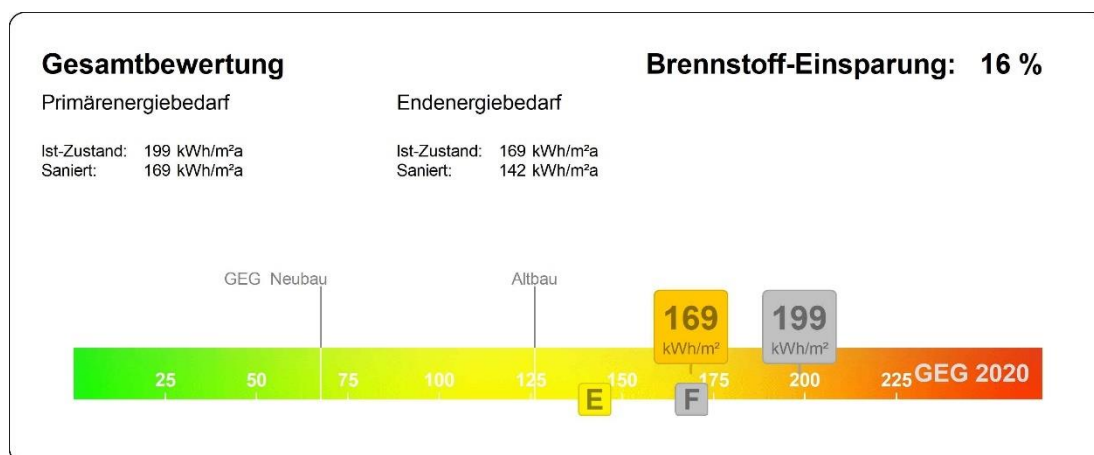 Gesamtbewertung
Brennstoff-Einsparung: 16 %
Primärenergiebedarf
Endenergiebedarf
Ist-Zustand: 199 kWh/m²a
Ist-Zustand: 169 kWh/m²a
Saniert: 169 kWh/m²a
Saniert: 142 kWh/m²a
GEG Neubau
Altbau
169
199
kWh/m²
kWh/m²
25 50 75 100 125 150 175 200 225 GEG 2020
E
F